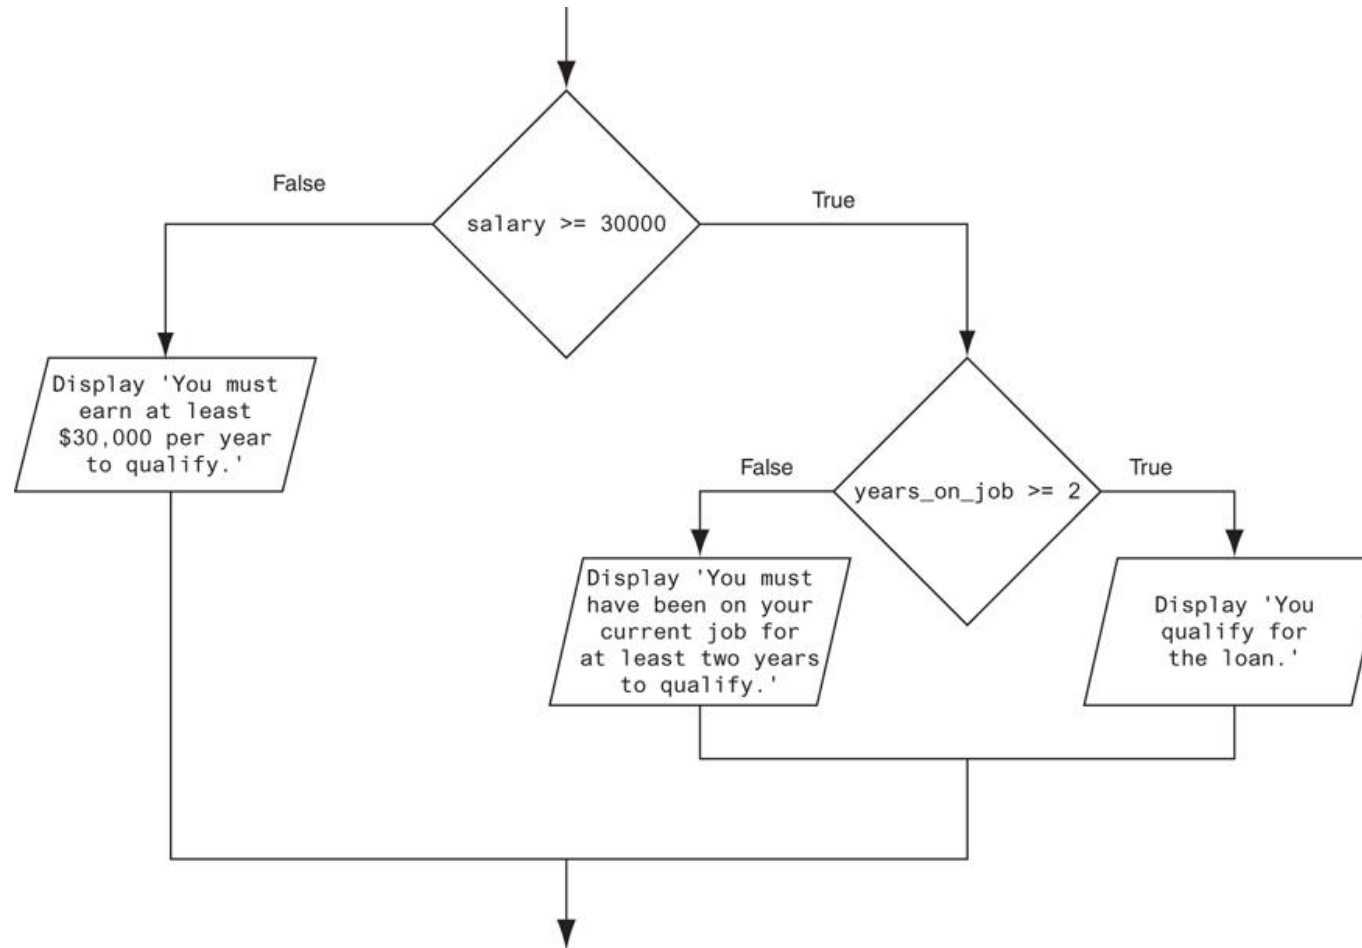 False
True
salary >= 30000
Display 'You must
earn at least
$30,000 per year
to qualify.'
False
True
years_on_job >= 2
Display 'You must
have been on your
current job for
at least two years
to qualify.'
Display 'You
qualify for
the loan.'